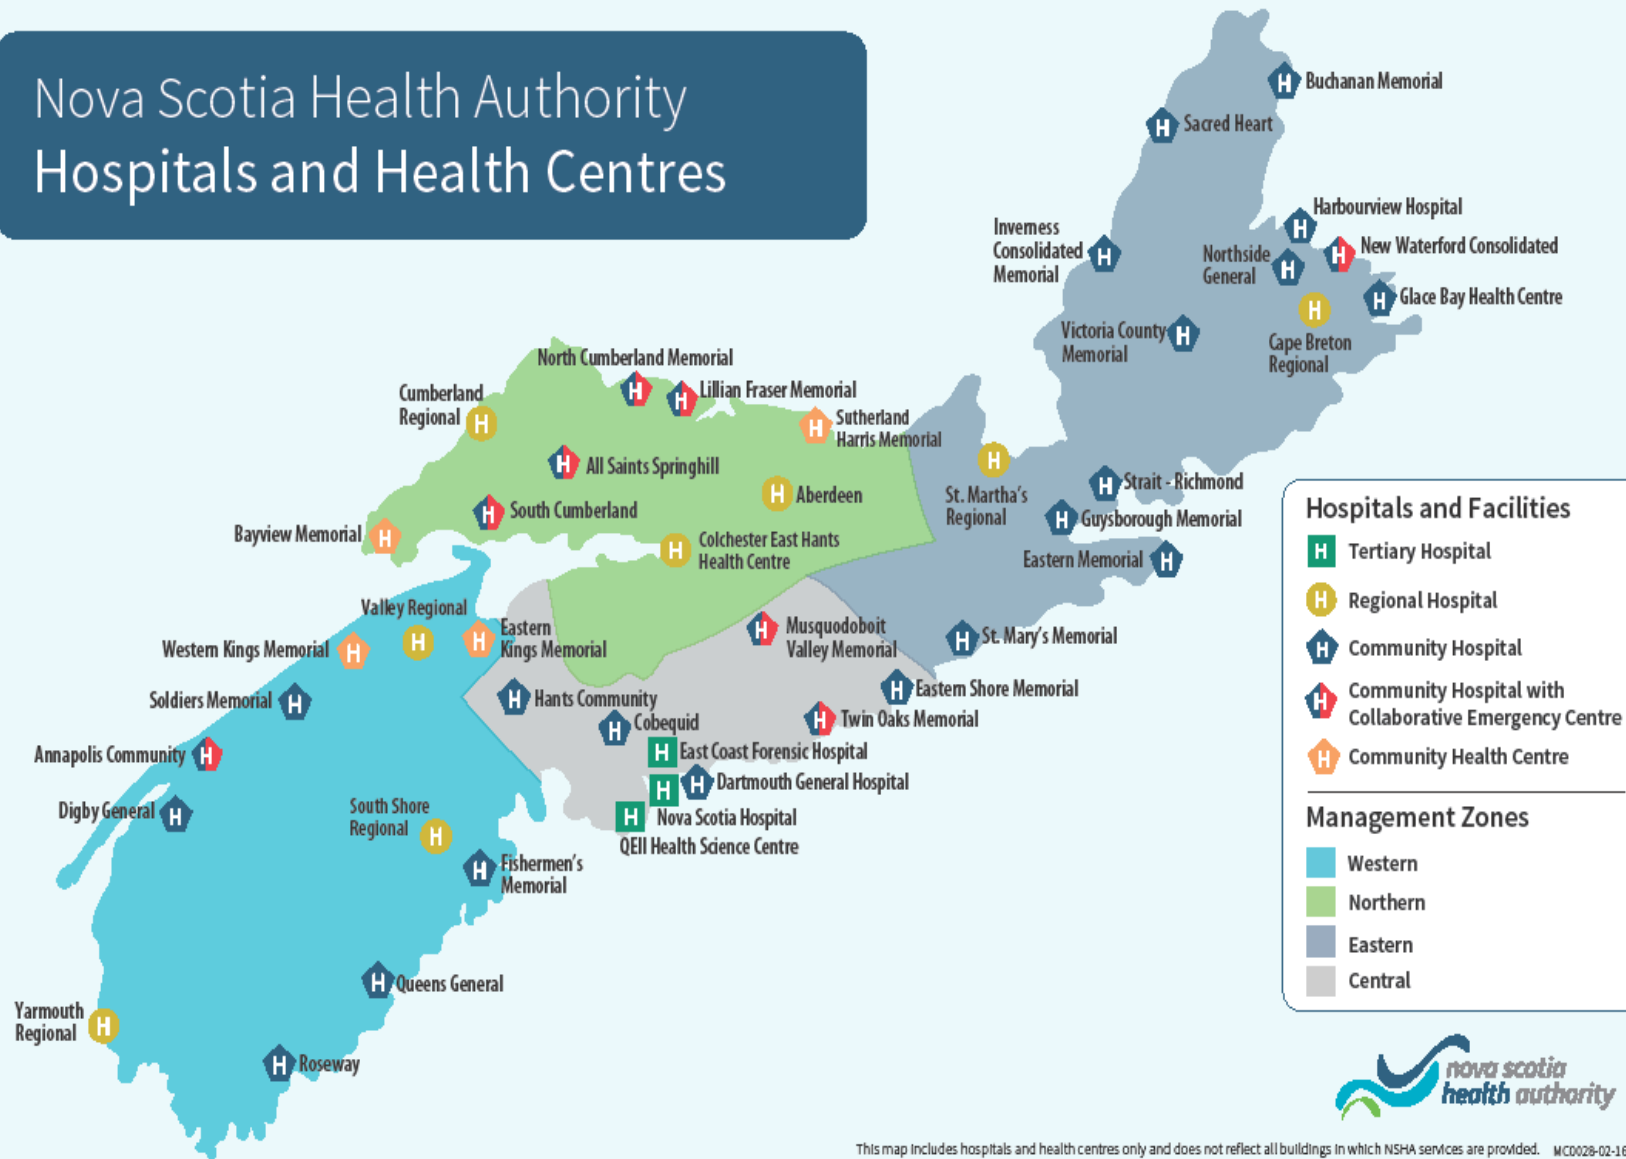 Nova Scotia Health Authority
Hospitals and Health Centres
Buchanan Memorial
Sacred Heart
Harbourview Hospital
Inverness
Consolidated
Memorial
New Waterford Consolidated
Northside
General
Glace Bay Health Centre
Victoria County
Memorial
Cape Breton
Regional
North Cumberland Memorial
Cumberland
Regional
Lillian Fraser Memorial
Sutherland
Harris Memorial
All Saints Springhill
Aberdeen
St. Martha's
Regional
Strait - Richmond
South Cumberland
Guysborough Memorial
Bayview Memorial
Colchester East Hants
Health Centre
Eastern Memorial
Valley Regional
Eastern
Kings Memorial
Western Kings Memorial
Musquodoboit
Valley Memorial
St. Mary's Memorial
Soldiers Memorial
Hants Community
Eastern Shore Memorial
Cobequid
Twin Oaks Memorial
Annapolis Community
East Coast Forensic Hospital
Dartmouth General Hospital
Digby General
South Shore
Regional
Nova Scotia Hospital
QEII Health Science Centre
Fishermen's
Memorial
Queens General
Yarmouth
Regional
Roseway
Hospitals and Facilities
H Tertiary Hospital
H Regional Hospital
H Community Hospital
H Community Hospital with
Collaborative Emergency Centre
H Community Health Centre
Management Zones
Western
Northern
Eastern
Central
nova scotia
health authority
This map includes hospitals and health centres only and does not reflect all buildings in which NSHA services are provided. MC0028-02-16